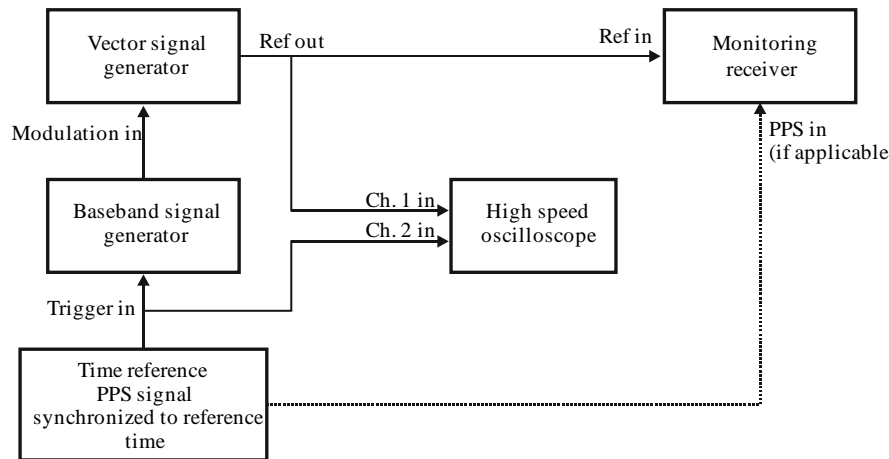 Vector signal
generator
Ref out
Ref in
Monitoring
receiver
Modulation in
PPS in
(if applicable
Baseband signal
generator
Ch. 1 in
Ch. 2 in
High speed
oscilloscope
Trigger in
Time reference
PPS signal
synchronized to reference
time